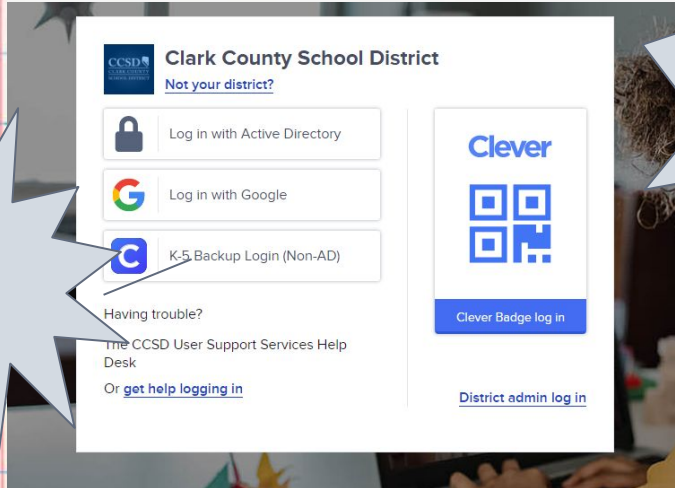 CCSD
CLARK COUNTY
SCHOOL DISTRICT
Clark County School District
Not your district?
Log in with Active Directory
Log in with Google
K-5 Backup Login (Non-AD)
Having trouble?
The CCSD User Support Services Help
Desk
Or get help logging in
Clever
Clever Badge log in
District admin log in